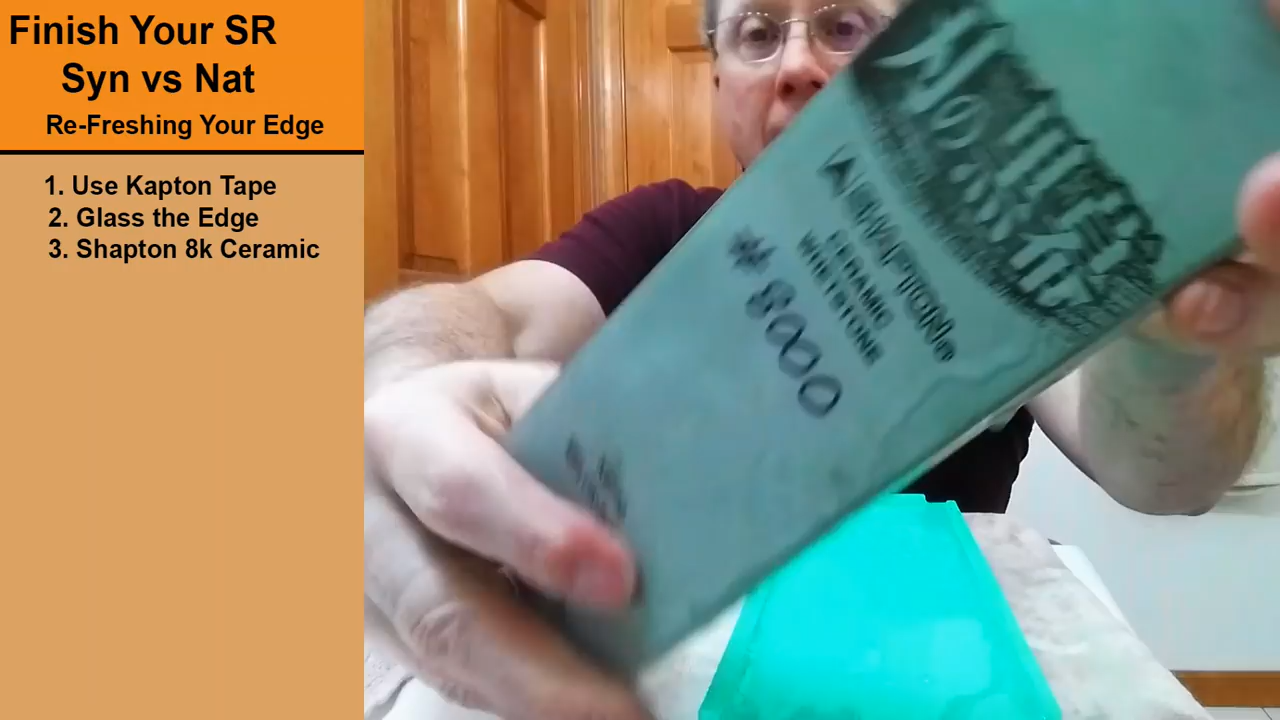 Finish Your SR
Syn vs Nat
Re-Freshing Your Edge
1. Use Kapton Tape
2. Glass the Edge
3. Shapton 8k Ceramic
SHAPTON®
CERAMIC
WHETSTONE
#8000